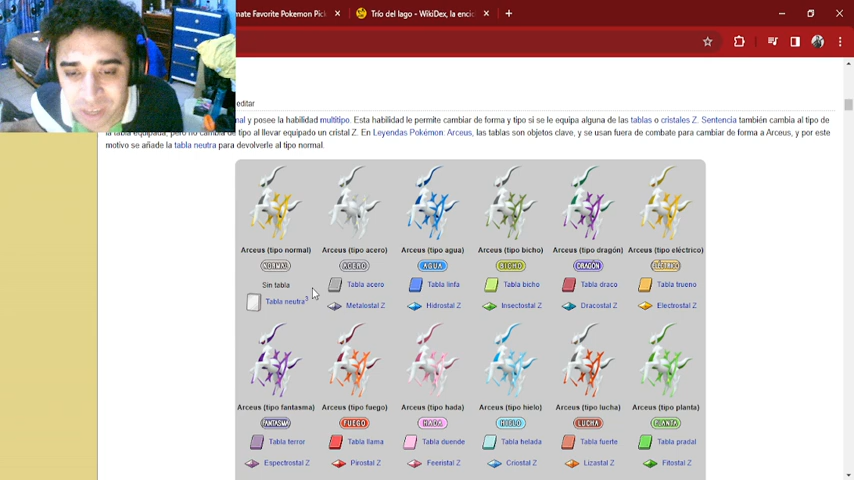 mate Favorite Pokemon Pick
Trío del lago - WikiDex, la enci
editar
nal y posee la habilidad multitipo. Esta habilidad le permite cambiar de forma y tipo si se le equipa alguna de las tablas o cristales Z. Sentencia también cambia al tipo de
la tabla equipada, pero no cambia de tipo al llevar equipado un cristal Z. En Leyendas Pokémon: Arceus, las tablas son objetos clave, y se usan fuera de combate para cambiar de forma a Arceus, y por este
motivo se añade la tabla neutra para devolverle al tipo normal.
Arceus (tipo normal) Arceus (tipo acero) Arceus (tipo agua) Arceus (tipo bicho) Arceus (tipo dragón) Arceus (tipo eléctrico)
NORMAL ACERO AGUA BICHO DRAGÓN ELÉCTRICO
Sin tabla Tabla acero Tabla linfa Tabla bicho Tabla draco Tabla trueno
Tabla neutra3 Metalostal Z Hidrostal Z Insectostal Z Dracostal Z Electrostal Z
Arceus (tipo fantasma) Arceus (tipo fuego) Arceus (tipo hada) Arceus (tipo hielo) Arceus (tipo lucha) Arceus (tipo planta)
FANTASMA FUEGO HADA HIELO LUCHA PLANTA
Tabla terror Tabla llama Tabla duende Tabla helada Tabla fuerte Tabla pradal
Espectrostal Z Pirostal Z Feeristal Z Criostal Z Lizastal Z Fitostal Z